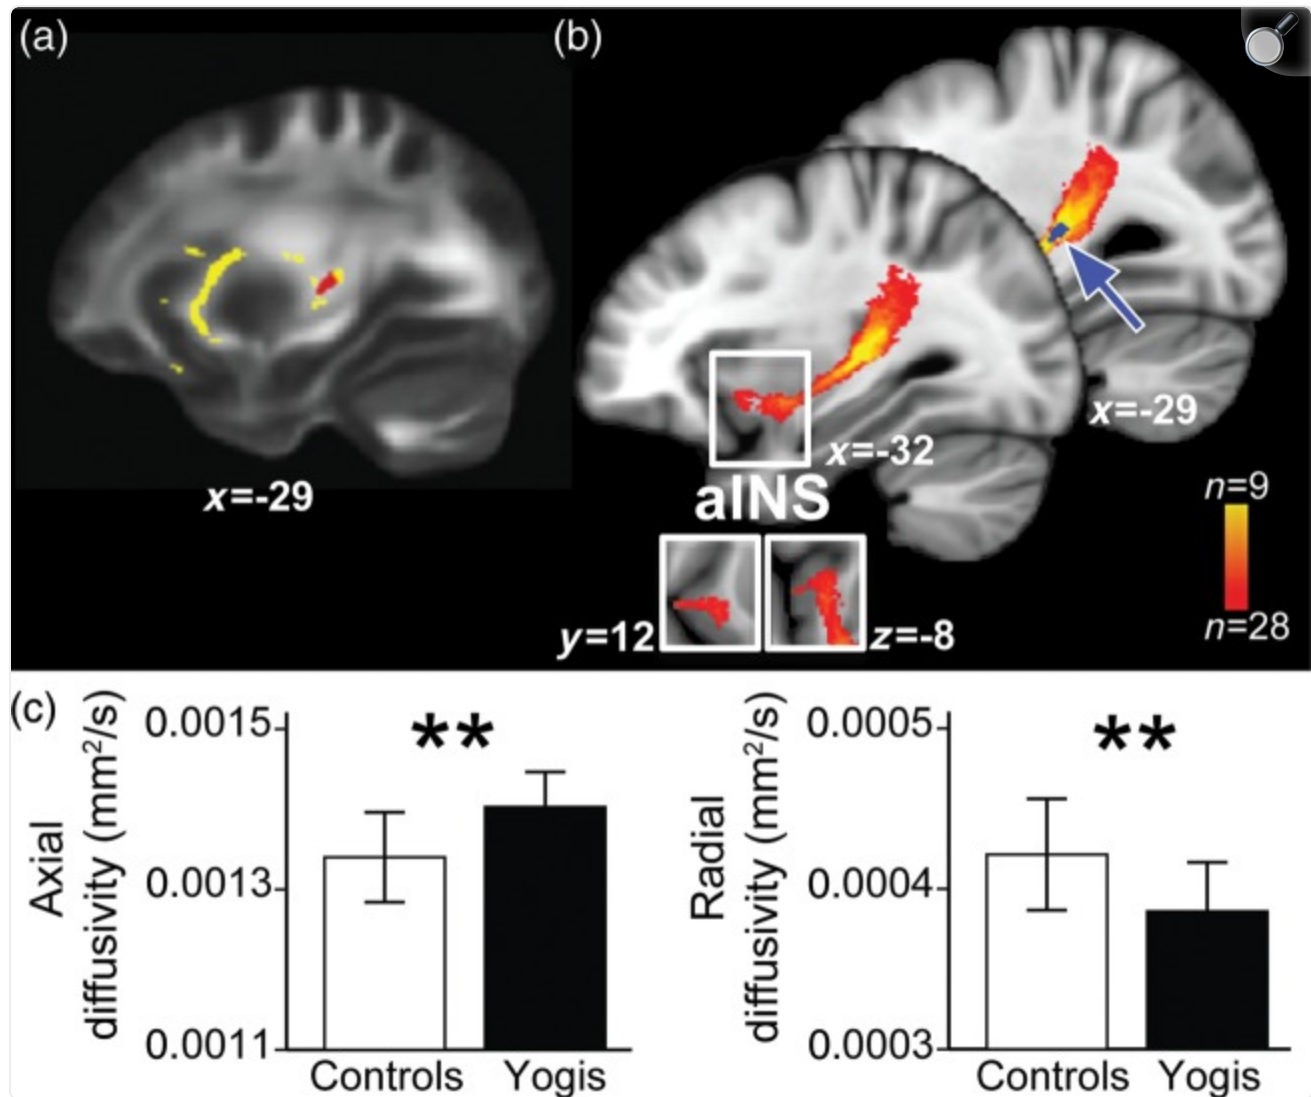 (a)
(b)
x=-29
x=-32
x=-29
aINS
y=12
z=-8
n=9
n=28
(c)
Axial
diffusivity (mm²/s)
0.0015
0.0013
0.0011
**
Controls Yogis
Radial
diffusivity (mm²/s)
0.0005
0.0004
0.0003
**
Controls Yogis